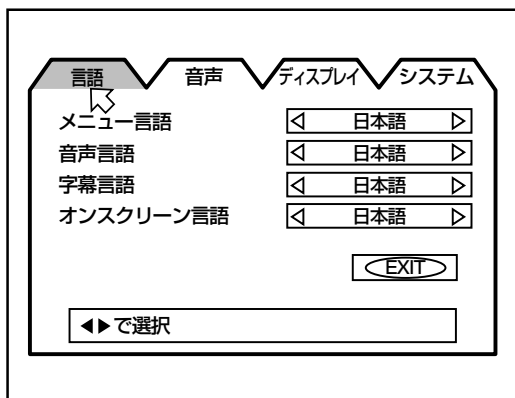 言語 音声 ディスプレイ システム
メニュー言語 日本語
音声言語 日本語
字幕言語 日本語
オンスクリーン言語 日本語
EXIT
◀▶で選択